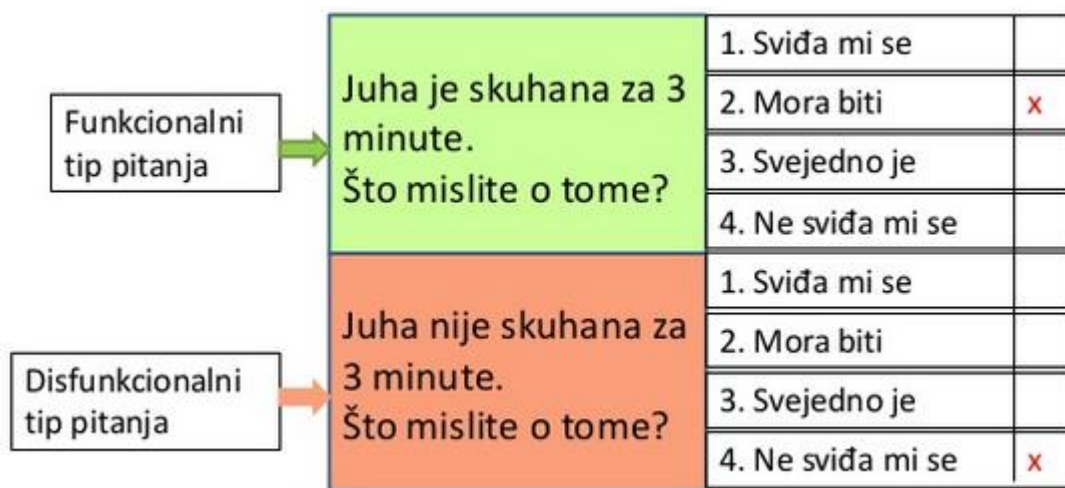 Funkcionalni
tip pitanja
Juha je skuhana za 3
minute.
Što mislite o tome?
1. Sviđa mi se
2. Mora biti x
3. Svejedno je
4. Ne sviđa mi se
Disfunkcionalni
tip pitanja
Juha nije skuhana za
3 minute.
Što mislite o tome?
1. Sviđa mi se
2. Mora biti
3. Svejedno je
4. Ne sviđa mi se x